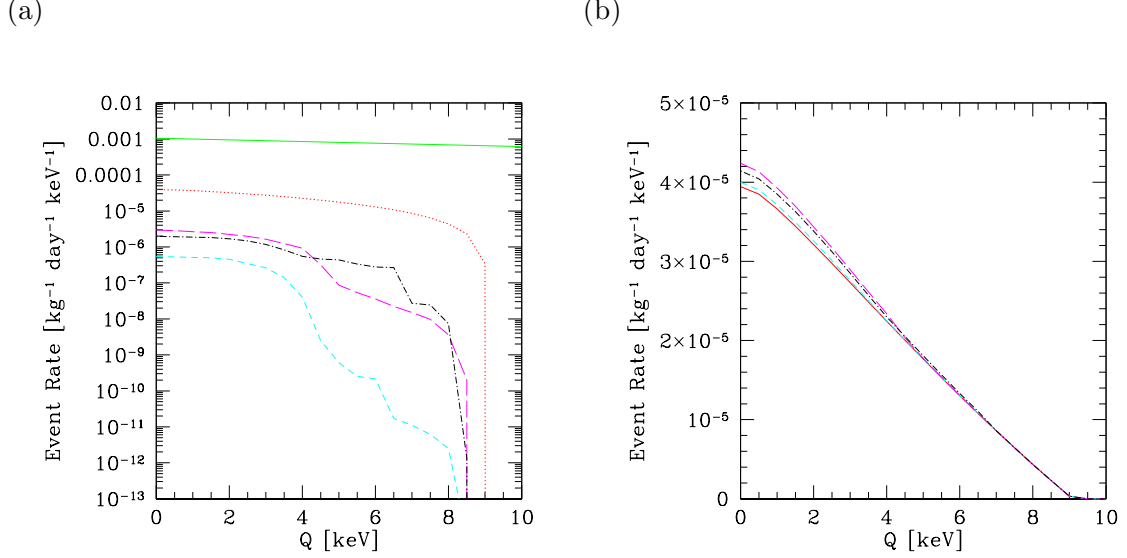 (a)
(b)
0.01
0.001
0.0001
10⁻⁵
10⁻⁶
10⁻⁷
10⁻⁸
10⁻⁹
10⁻¹⁰
10⁻¹¹
10⁻¹²
10⁻¹³
Event Rate [kg⁻¹ day⁻¹ keV⁻¹]
0 2 4 6 8 10
Q [keV]
5×10⁻⁵
4×10⁻⁵
3×10⁻⁵
2×10⁻⁵
10⁻⁵
0
Event Rate [kg⁻¹ day⁻¹ keV⁻¹]
0 2 4 6 8 10
Q [keV]